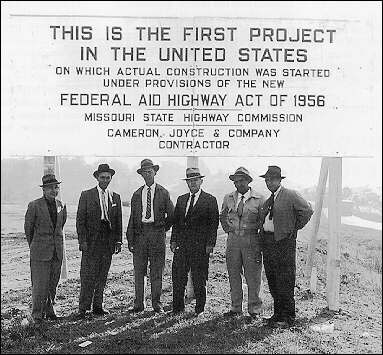 THIS IS THE FIRST PROJECT
IN THE UNITED STATES
ON WHICH ACTUAL CONSTRUCTION WAS STARTED
UNDER PROVISIONS OF THE NEW
FEDERAL AID HIGHWAY ACT OF 1956
MISSOURI STATE HIGHWAY COMMISSION
CAMERON, JOYCE & COMPANY
CONTRACTOR